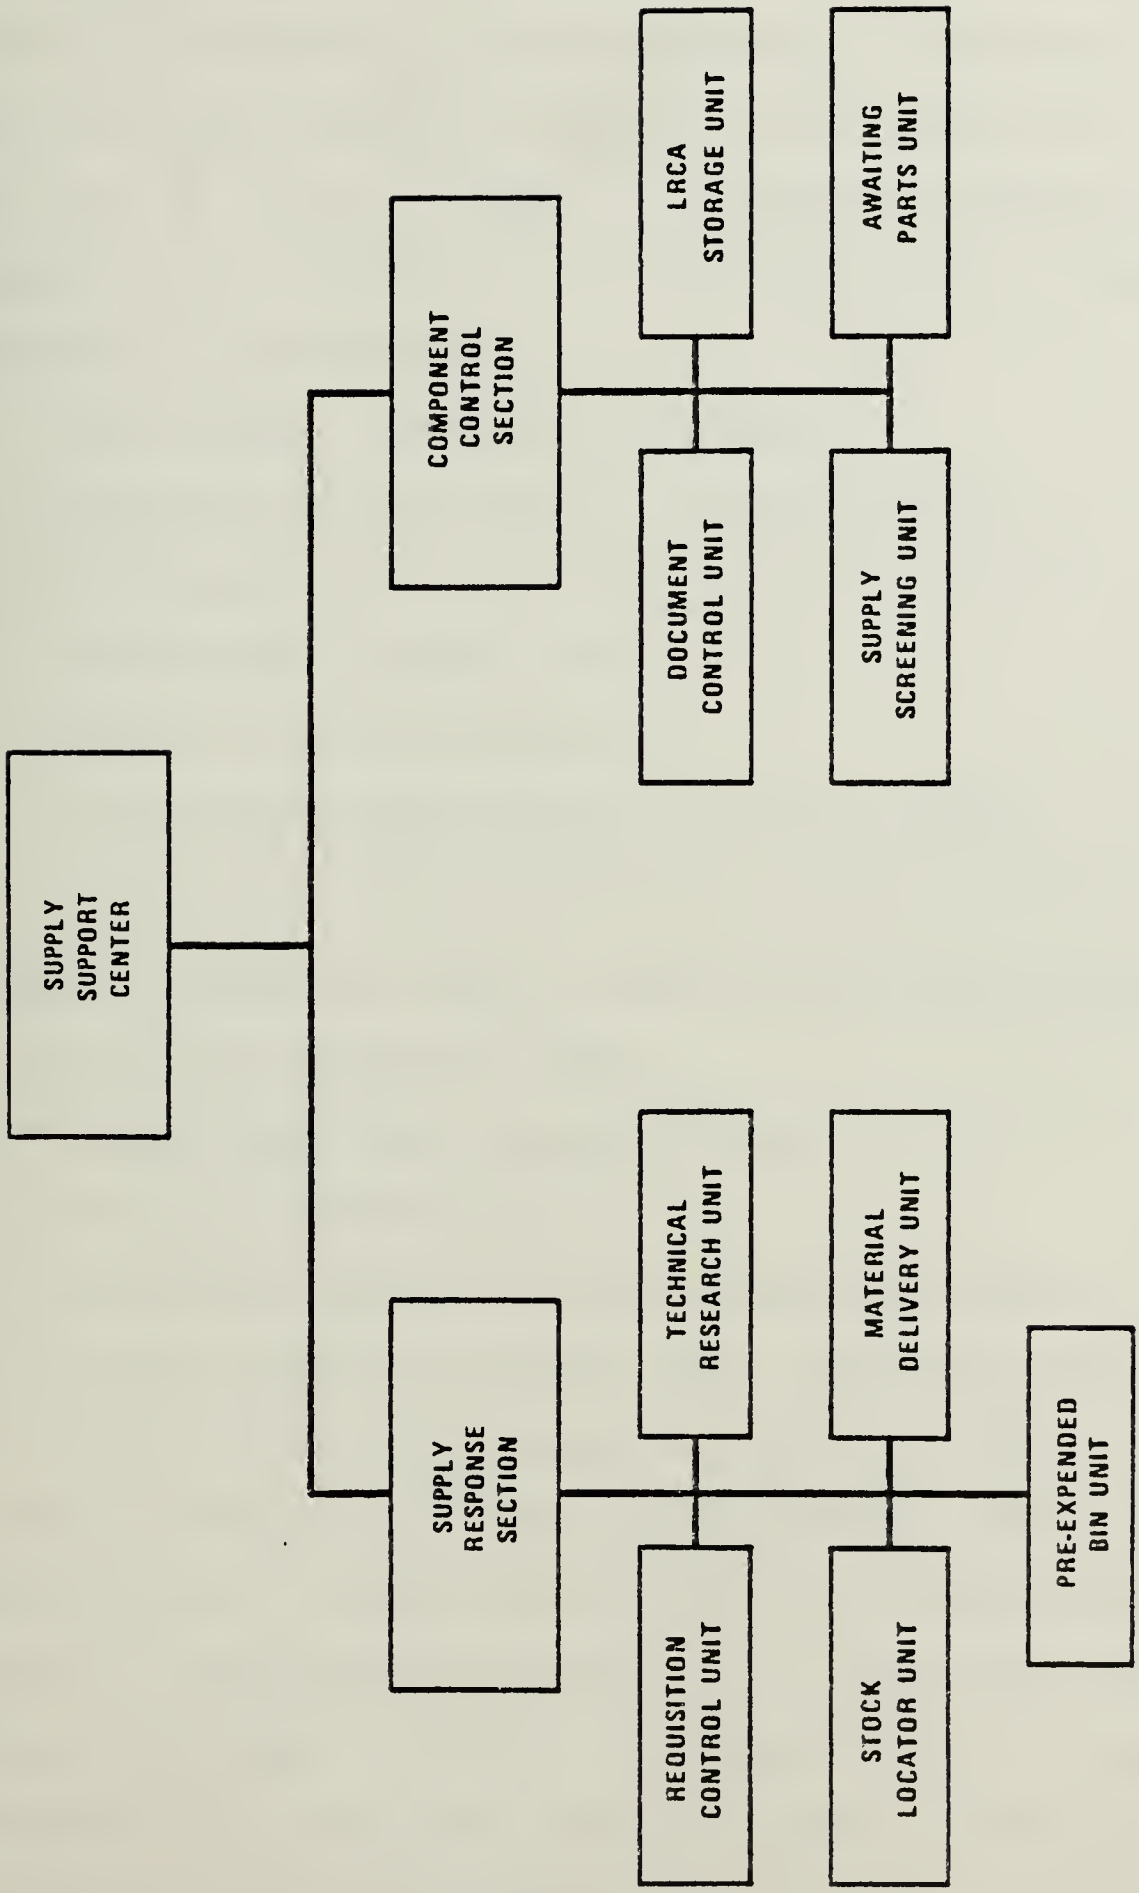 SUPPLY
SUPPORT
CENTER
SUPPLY
RESPONSE
SECTION
COMPONENT
CONTROL
SECTION
REQUISITION
CONTROL UNIT
TECHNICAL
RESEARCH UNIT
DOCUMENT
CONTROL UNIT
LRCA
STORAGE UNIT
STOCK
LOCATOR UNIT
MATERIAL
DELIVERY UNIT
SUPPLY
SCREENING UNIT
AWAITING
PARTS UNIT
PRE-EXPENDED
BIN UNIT